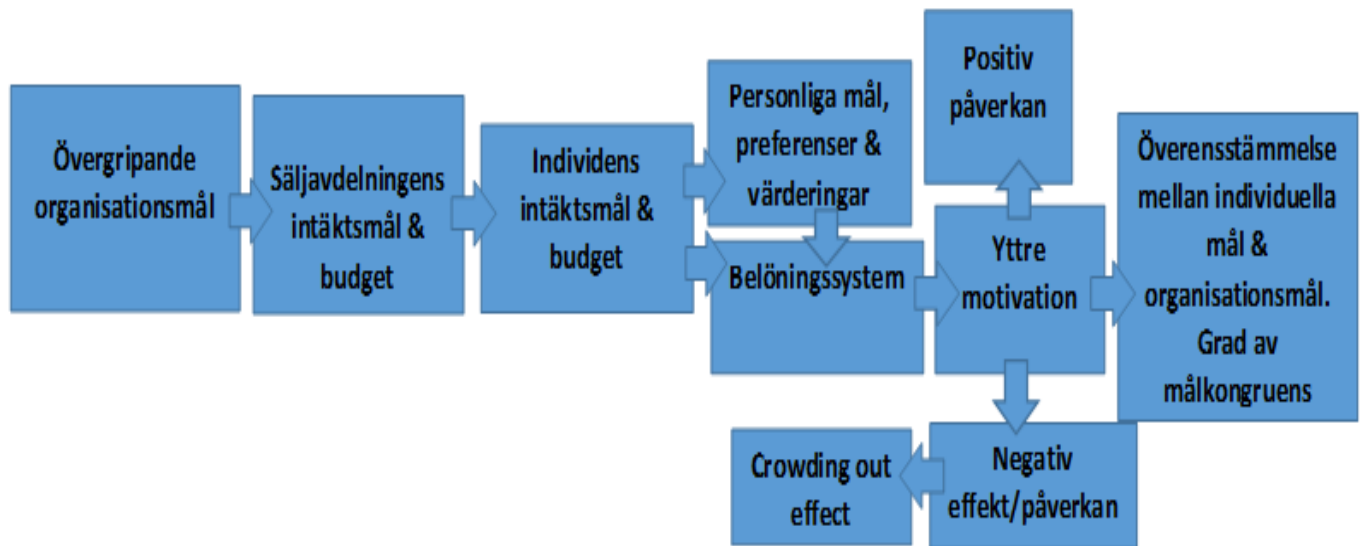 Övergripande
organisationsmål
Säljavdelningens
intäktsmål &
budget
Individens
intäktsmål &
budget
Personliga mål,
preferenser &
värderingar
Belöningssystem
Positiv
påverkan
Yttre
motivation
Negativ
effekt/påverkan
Crowding out
effect
Överensstämmelse
mellan individuella
mål &
organisationsmål.
Grad av
målkongruens